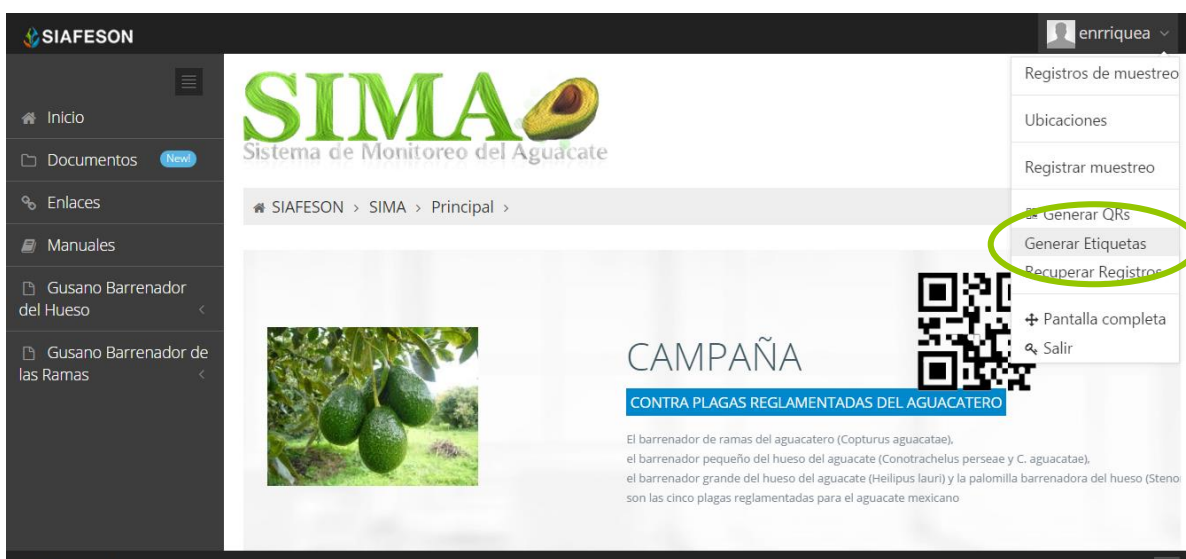 SIAFESON
enrriquea
Inicio
Documentos New!
Enlaces
Manuales
Gusano Barrenador
del Hueso
Gusano Barrenador de
las Ramas
SIMA
Sistema de Monitoreo del Aguacate
SIAFESON > SIMA > Principal >
Registros de muestreo
Ubicaciones
Registrar muestreo
Generar QRs
Generar Etiquetas
Recuperar Registros
Pantalla completa
Salir
CAMPAÑA
CONTRA PLAGAS REGLAMENTADAS DEL AGUACATERO
El barrenador de ramas del aguacatero (Copturus aguacatae),
el barrenador pequeño del hueso del aguacate (Conotrachelus perseae y C. aguacatae),
el barrenador grande del hueso del aguacate (Heilipus lauri) y la palomilla barrenadora del hueso (Steno
son las cinco plagas reglamentadas para el aguacate mexicano